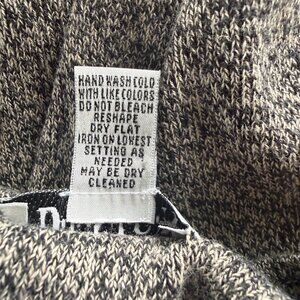 HAND WASH COLD
WITH LIKE COLORS
DO NOT BLEACH
RESHAPE
DRY FLAT
IRON ON LOWEST
SETTING AS
NEEDED
MAY BE DRY
CLEANED